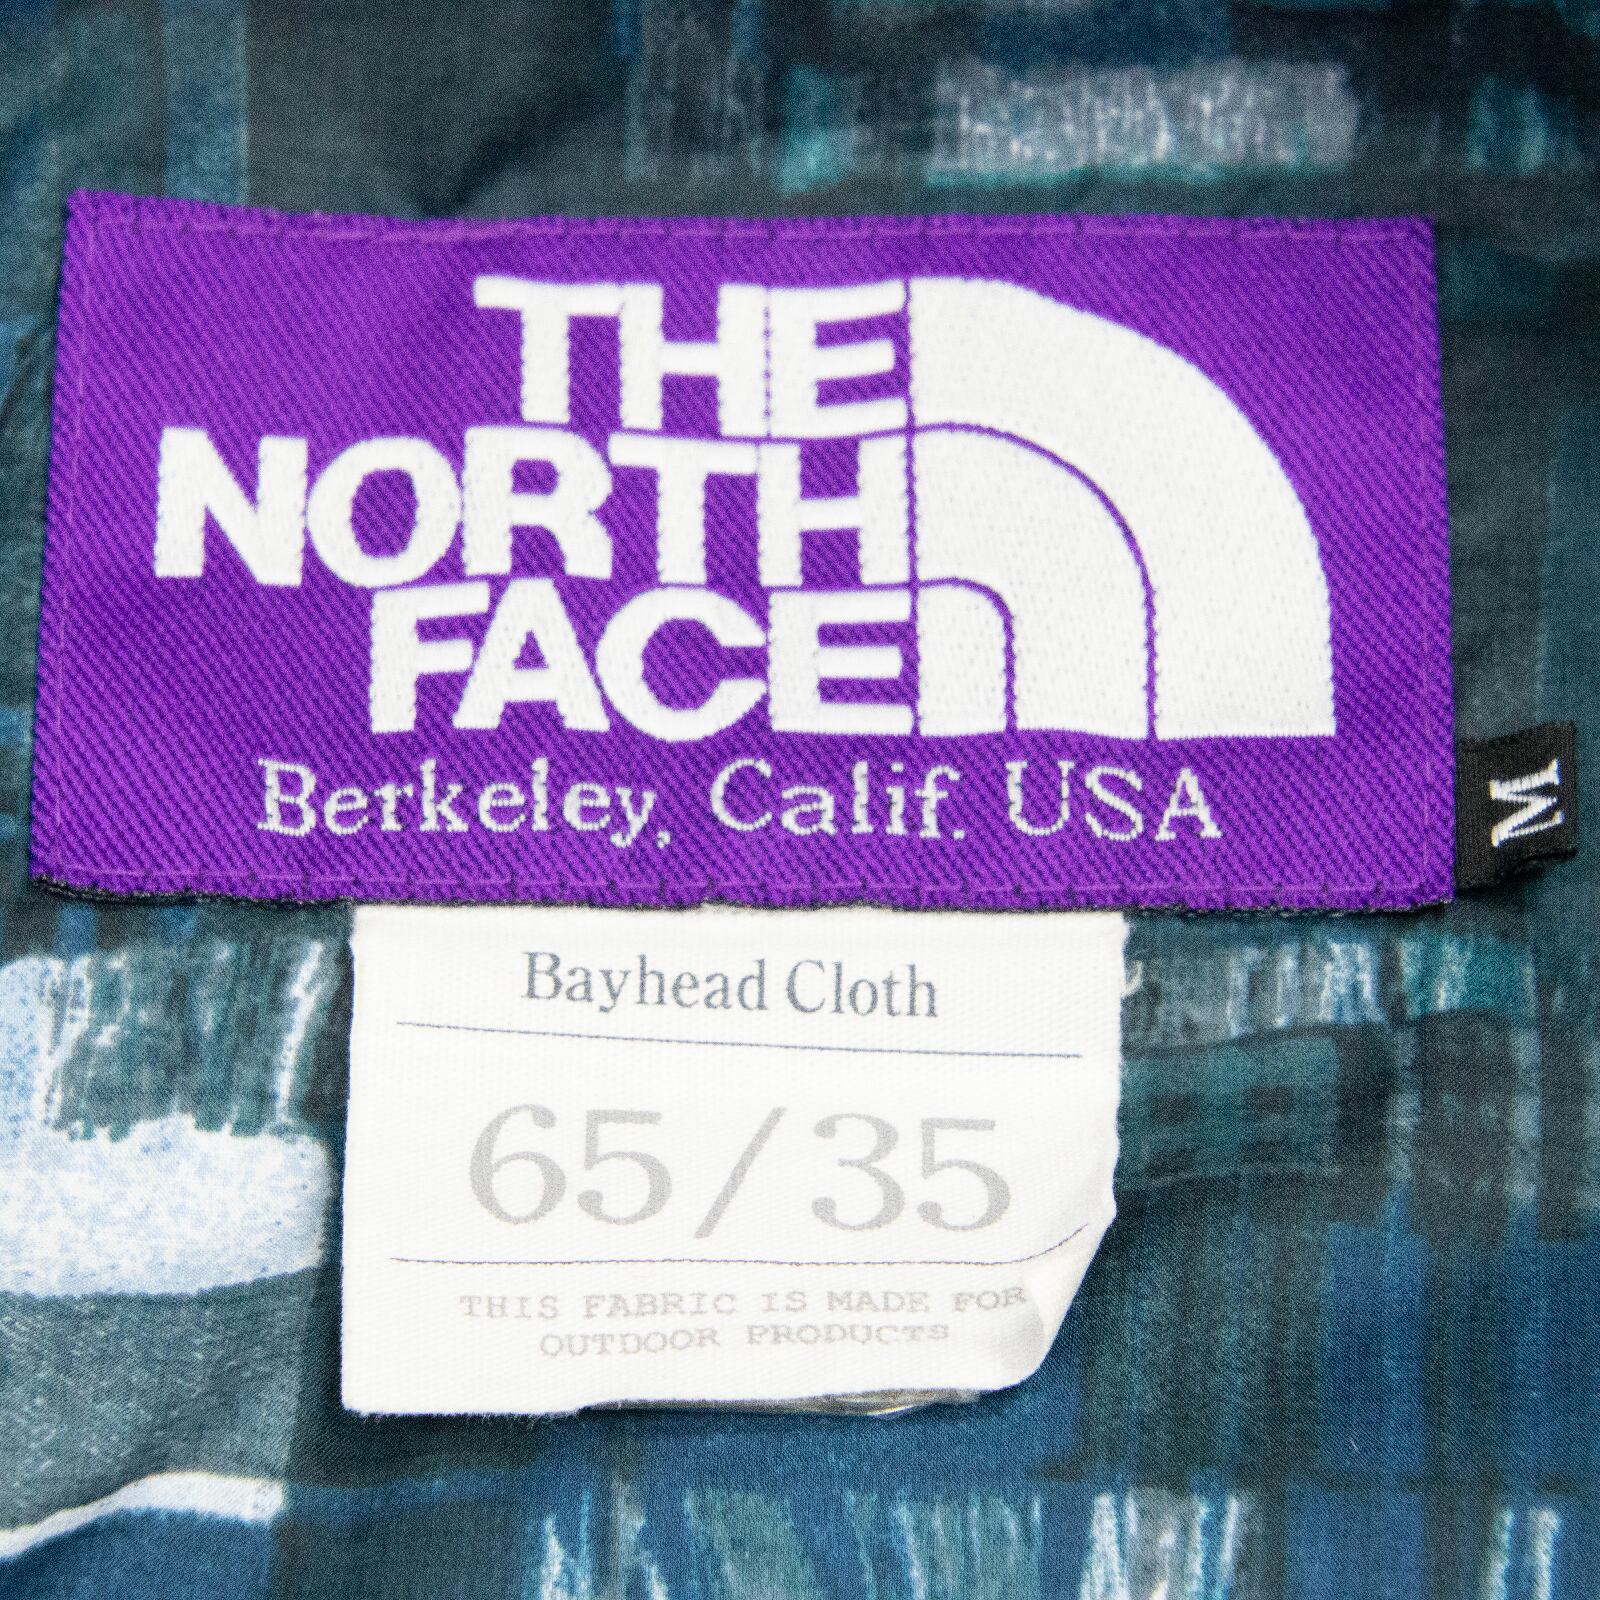 THE
NORTH
FACE
Berkeley, Calif. USA
M
Bayhead Cloth
65/35
THIS FABRIC IS MADE FOR
OUTDOOR PRODUCTS